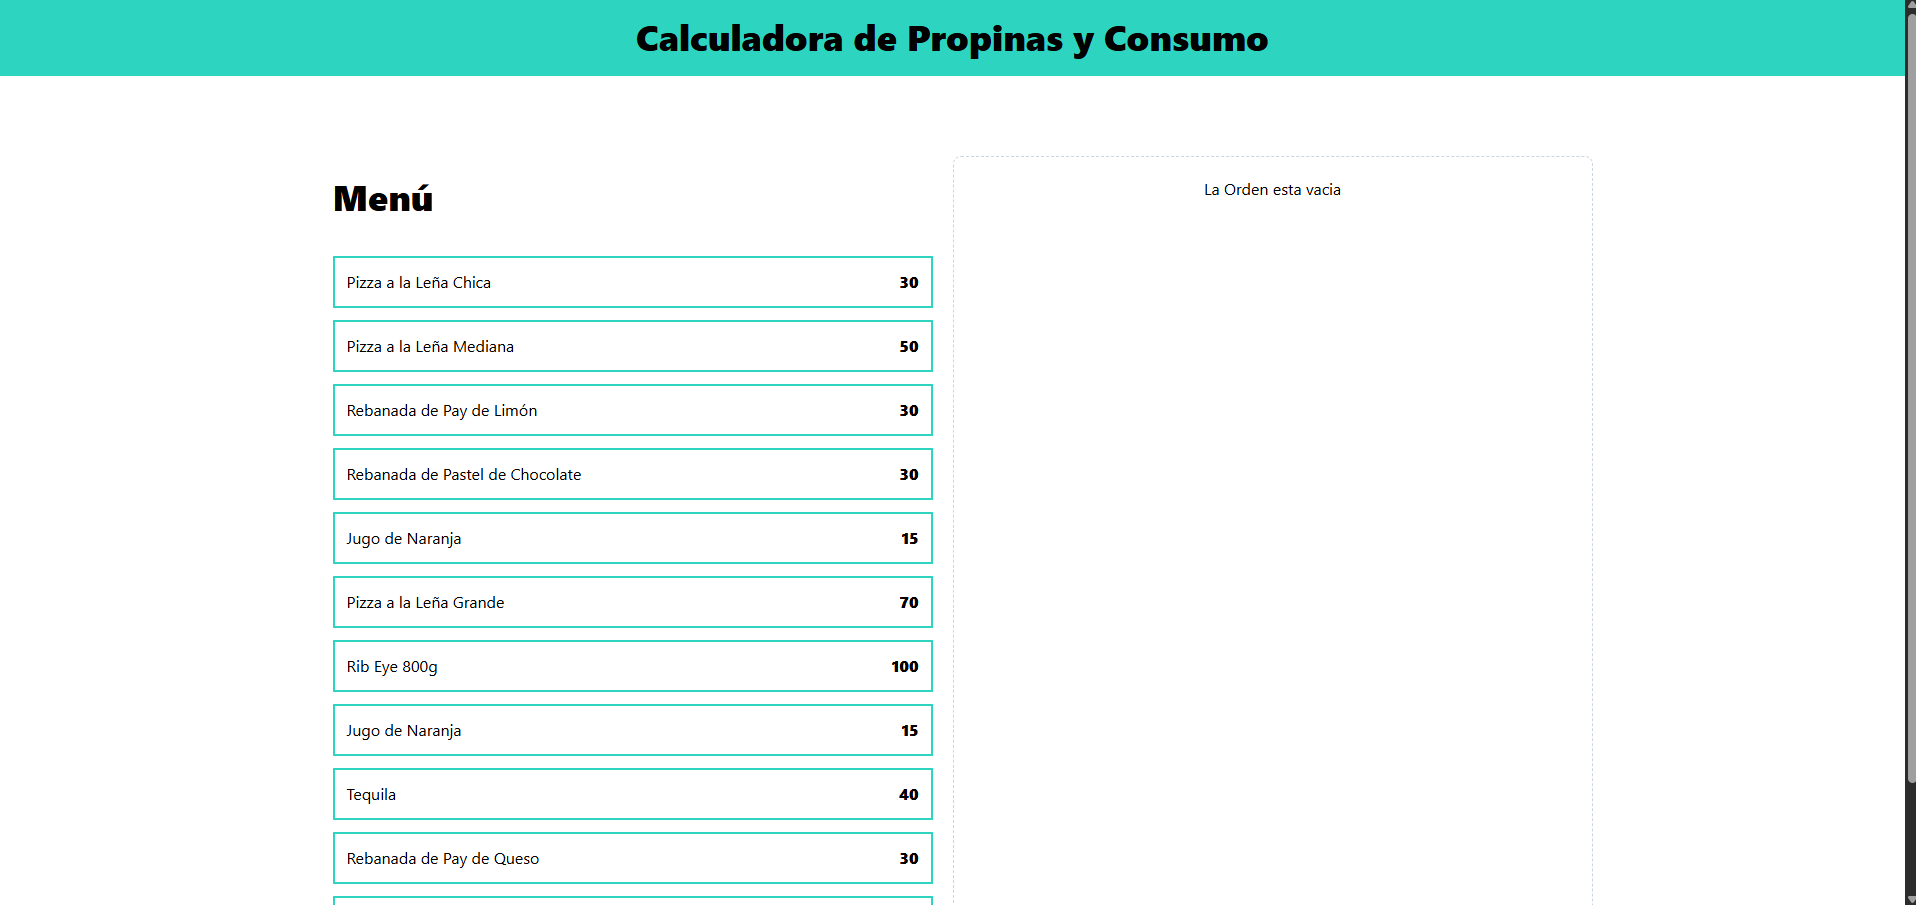 Calculadora de Propinas y Consumo
Menú
Pizza a la Leña Chica 30
Pizza a la Leña Mediana 50
Rebanada de Pay de Limón 30
Rebanada de Pastel de Chocolate 30
Jugo de Naranja 15
Pizza a la Leña Grande 70
Rib Eye 800g 100
Jugo de Naranja 15
Tequila 40
Rebanada de Pay de Queso 30
La Orden esta vacia